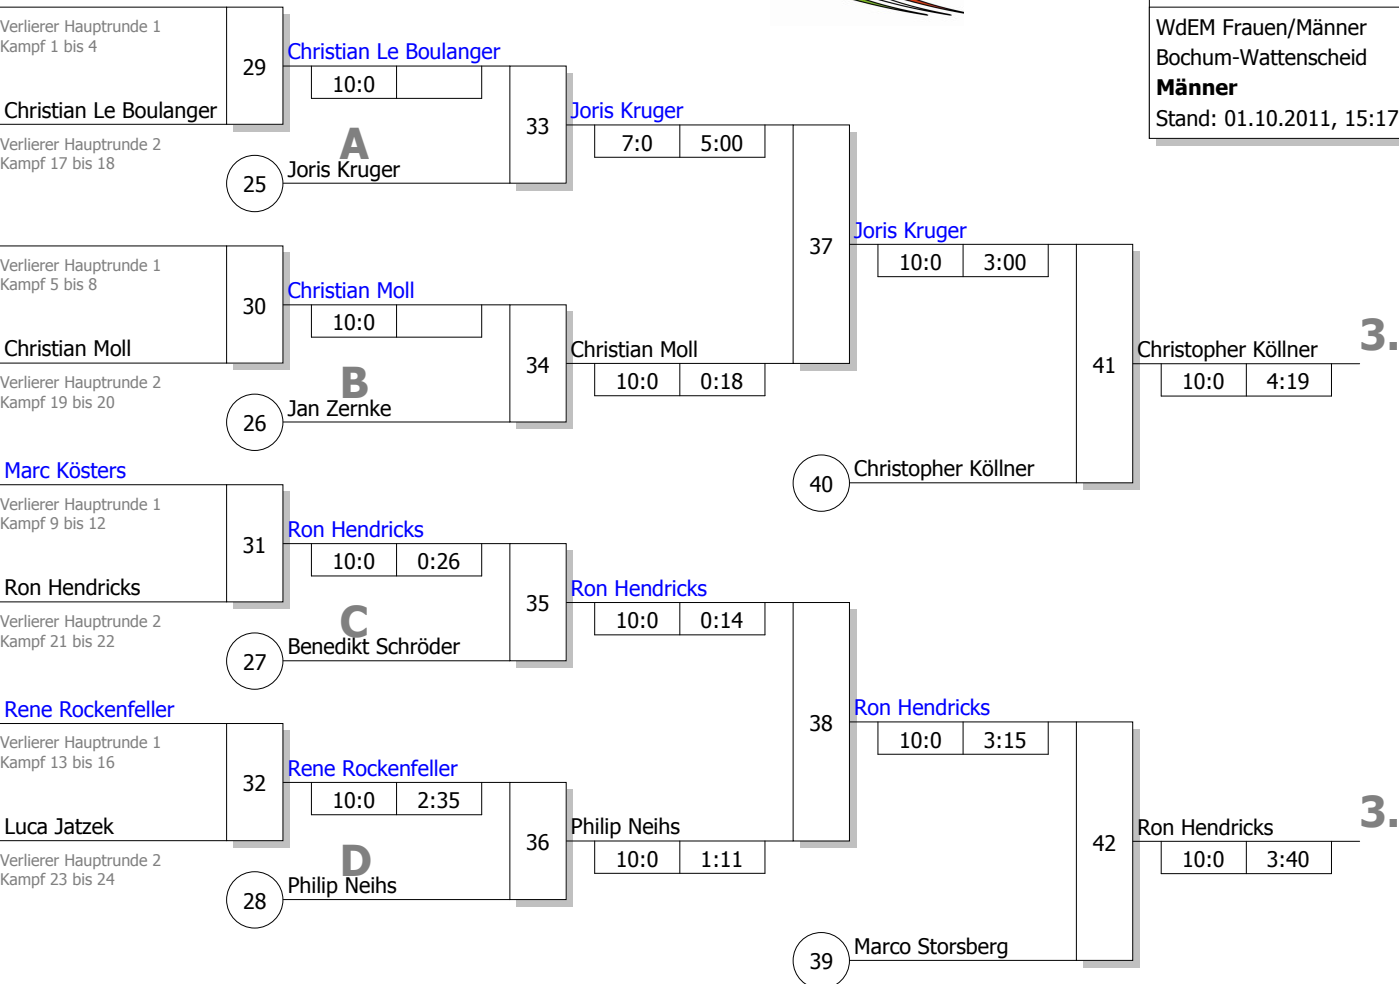 WdEM Frauen/Männer
Bochum-Wattenscheid
Männer
Stand: 01.10.2011, 15:17
Verlierer Hauptrunde 1
Kampf 1 bis 4
29
Christian Le Boulanger
10:0
Christian Le Boulanger
Verlierer Hauptrunde 2
Kampf 17 bis 18
A
25
Joris Kruger
33
Joris Kruger
7:0 5:00
Verlierer Hauptrunde 1
Kampf 5 bis 8
30
Christian Moll
10:0
Christian Moll
Verlierer Hauptrunde 2
Kampf 19 bis 20
B
26
Jan Zernke
34
Christian Moll
10:0 0:18
37
Joris Kruger
10:0 3:00
40
Christopher Köllner
41
Christopher Köllner
10:0 4:19
3.
Marc Kösters
Verlierer Hauptrunde 1
Kampf 9 bis 12
31
Ron Hendricks
10:0 0:26
Ron Hendricks
Verlierer Hauptrunde 2
Kampf 21 bis 22
C
27
Benedikt Schröder
35
Ron Hendricks
10:0 0:14
Rene Rockenfeller
Verlierer Hauptrunde 1
Kampf 13 bis 16
32
Rene Rockenfeller
10:0 2:35
Luca Jatzek
Verlierer Hauptrunde 2
Kampf 23 bis 24
D
28
Philip Neihs
36
Philip Neihs
10:0 1:11
38
Ron Hendricks
10:0 3:15
39
Marco Storsberg
42
Ron Hendricks
10:0 3:40
3.